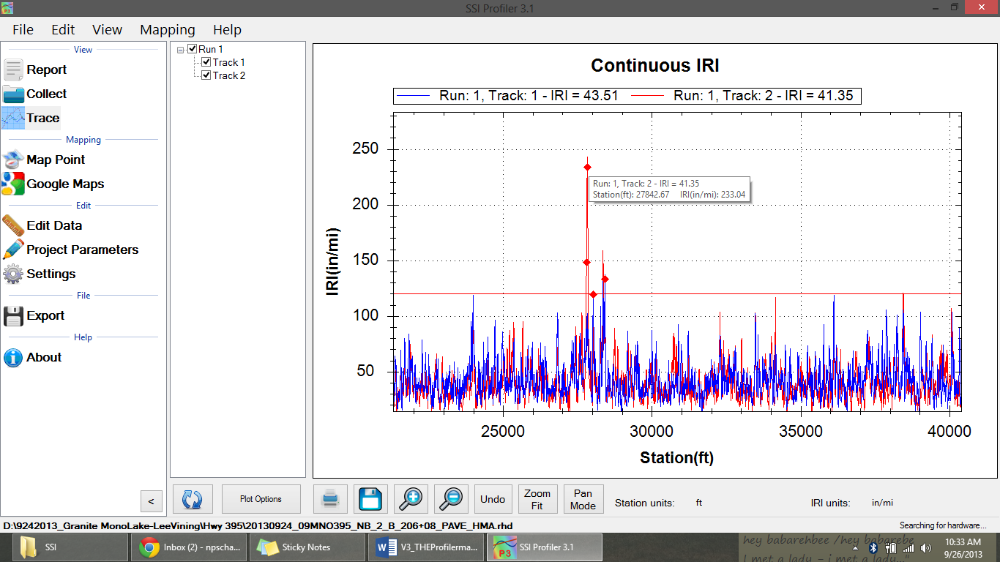 SSI Profiler 3.1
File Edit View Mapping Help
View
Report
Collect
Trace
Mapping
Map Point
Google Maps
Edit
Edit Data
Project Parameters
Settings
File
Export
Help
About
<
Run 1
Track 1
Track 2
Continuous IRI
Run: 1, Track: 1 - IRI = 43.51 Run: 1, Track: 2 - IRI = 41.35
250
200
150
100
50
IRI(in/mi)
Run: 1, Track: 2 - IRI = 41.35
Station(ft): 27842.67 IRI(in/mi): 233.04
25000 30000 35000 40000
Station(ft)
Plot Options
Undo
Zoom Fit
Pan Mode
Station units: ft IRI units: in/mi
D:\9242013_Granite MonoLake-LeeVining\Hwy 395\20130924_09MNO395_NB_2_B_206+08_PAVE_HMA.rhd
Searching for hardware...
SSI
Inbox (2) - npscha...
Sticky Notes
V3_THEProfilerma...
P3
SSI Profiler 3.1
hey babarehbee /hey babarebe
I met a lady - i met a lady..."
10:33 AM
9/26/2013